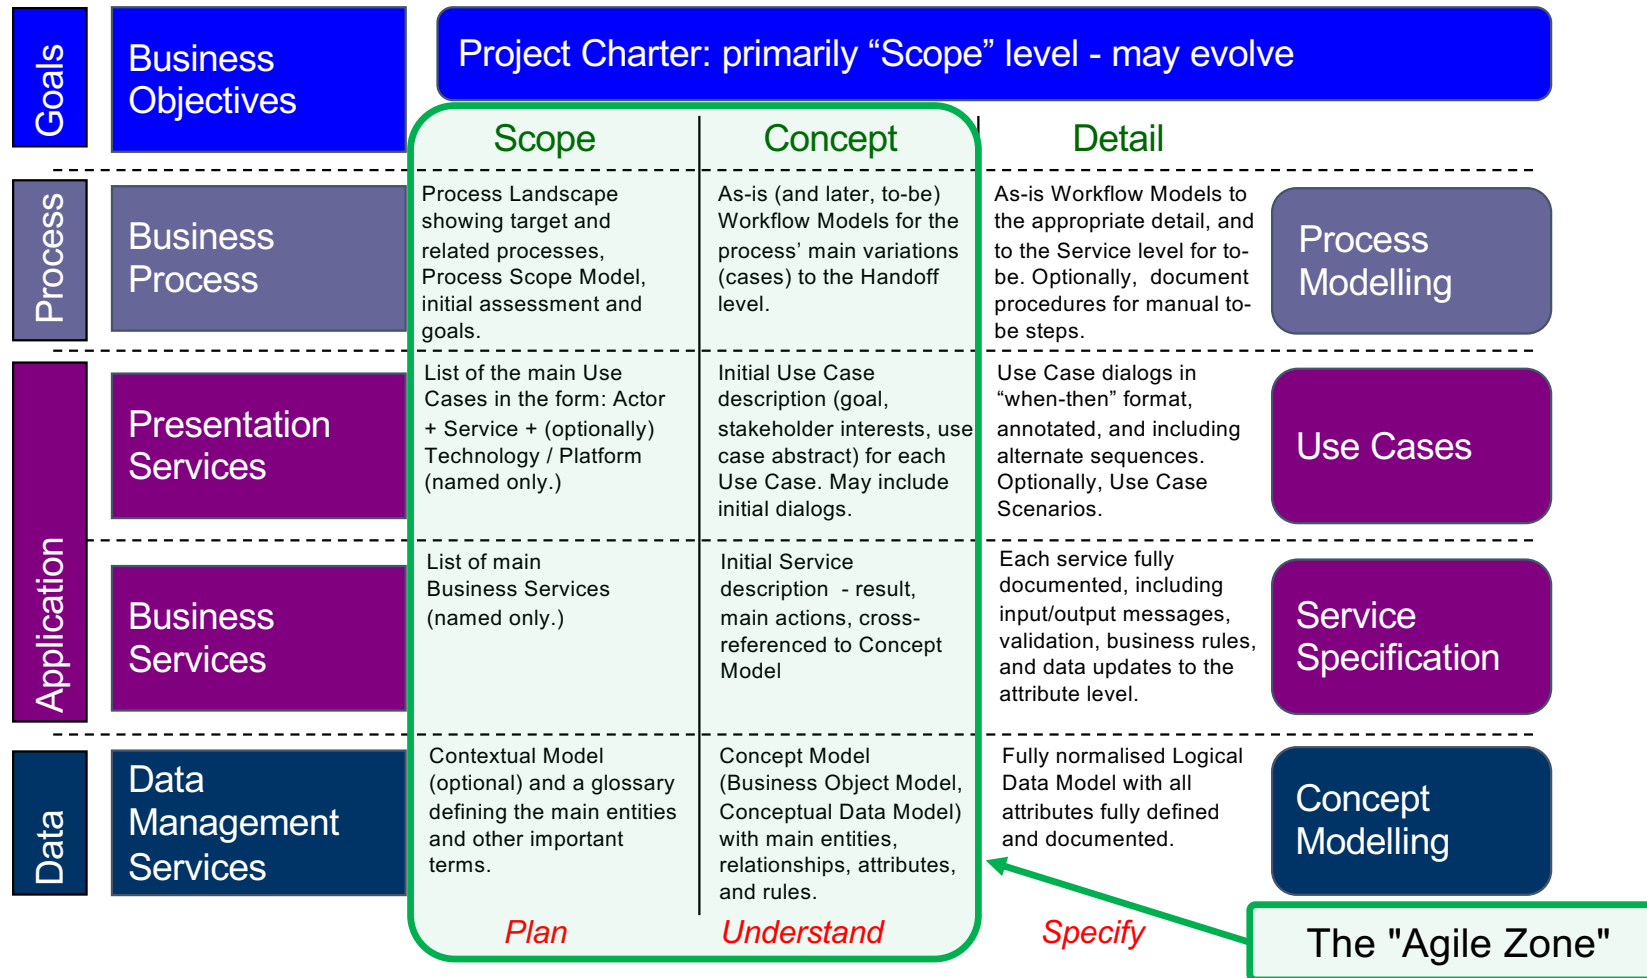 Goals
Business
Objectives
Project Charter: primarily “Scope” level - may evolve
Scope
Concept
Detail
Process
Business
Process
Process Landscape
showing target and
related processes,
Process Scope Model,
initial assessment and
goals.
As-is (and later, to-be)
Workflow Models for the
process’ main variations
(cases) to the Handoff
level.
As-is Workflow Models to
the appropriate detail, and
to the Service level for to-
be. Optionally, document
procedures for manual to-
be steps.
Process
Modelling
Application
Presentation
Services
List of the main Use
Cases in the form: Actor
+ Service + (optionally)
Technology / Platform
(named only.)
Initial Use Case
description (goal,
stakeholder interests, use
case abstract) for each
Use Case. May include
initial dialogs.
Use Case dialogs in
“when-then” format,
annotated, and including
alternate sequences.
Optionally, Use Case
Scenarios.
Use Cases
Business
Services
List of main
Business Services
(named only.)
Initial Service
description - result,
main actions, cross-
referenced to Concept
Model
Each service fully
documented, including
input/output messages,
validation, business rules,
and data updates to the
attribute level.
Service
Specification
Data
Data
Management
Services
Contextual Model
(optional) and a glossary
defining the main entities
and other important
terms.
Concept Model
(Business Object Model,
Conceptual Data Model)
with main entities,
relationships, attributes,
and rules.
Fully normalised Logical
Data Model with all
attributes fully defined
and documented.
Concept
Modelling
Plan
Understand
Specify
The "Agile Zone"